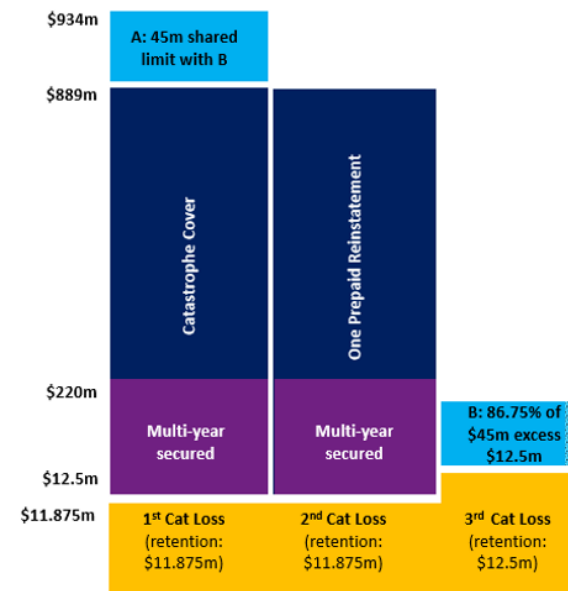 $934m
A: 45m shared
limit with B
$889m
Catastrophe Cover
One Prepaid Reinstatement
$220m
Multi-year
secured
Multi-year
secured
B: 86.75% of
$45m excess
$12.5m
$12.5m
$11.875m
1st Cat Loss
(retention:
$11.875m)
2nd Cat Loss
(retention:
$11.875m)
3rd Cat Loss
(retention:
$12.5m)